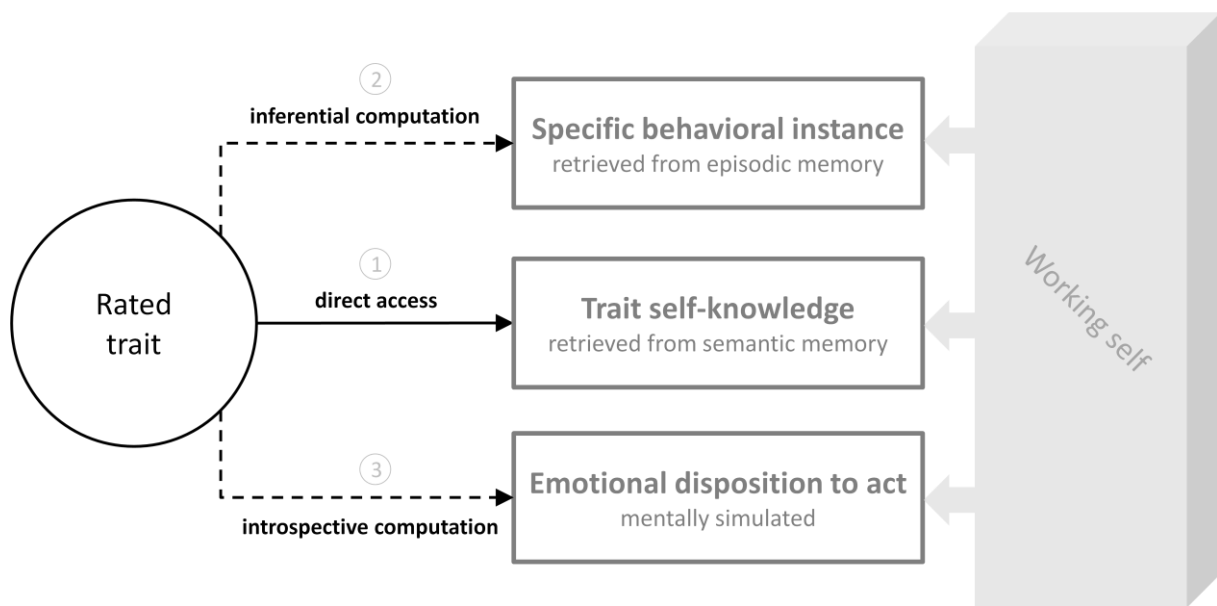 2
inferential computation
Specific behavioral instance
retrieved from episodic memory
Rated
trait
1
direct access
Trait self-knowledge
retrieved from semantic memory
3
introspective computation
Emotional disposition to act
mentally simulated
Working self